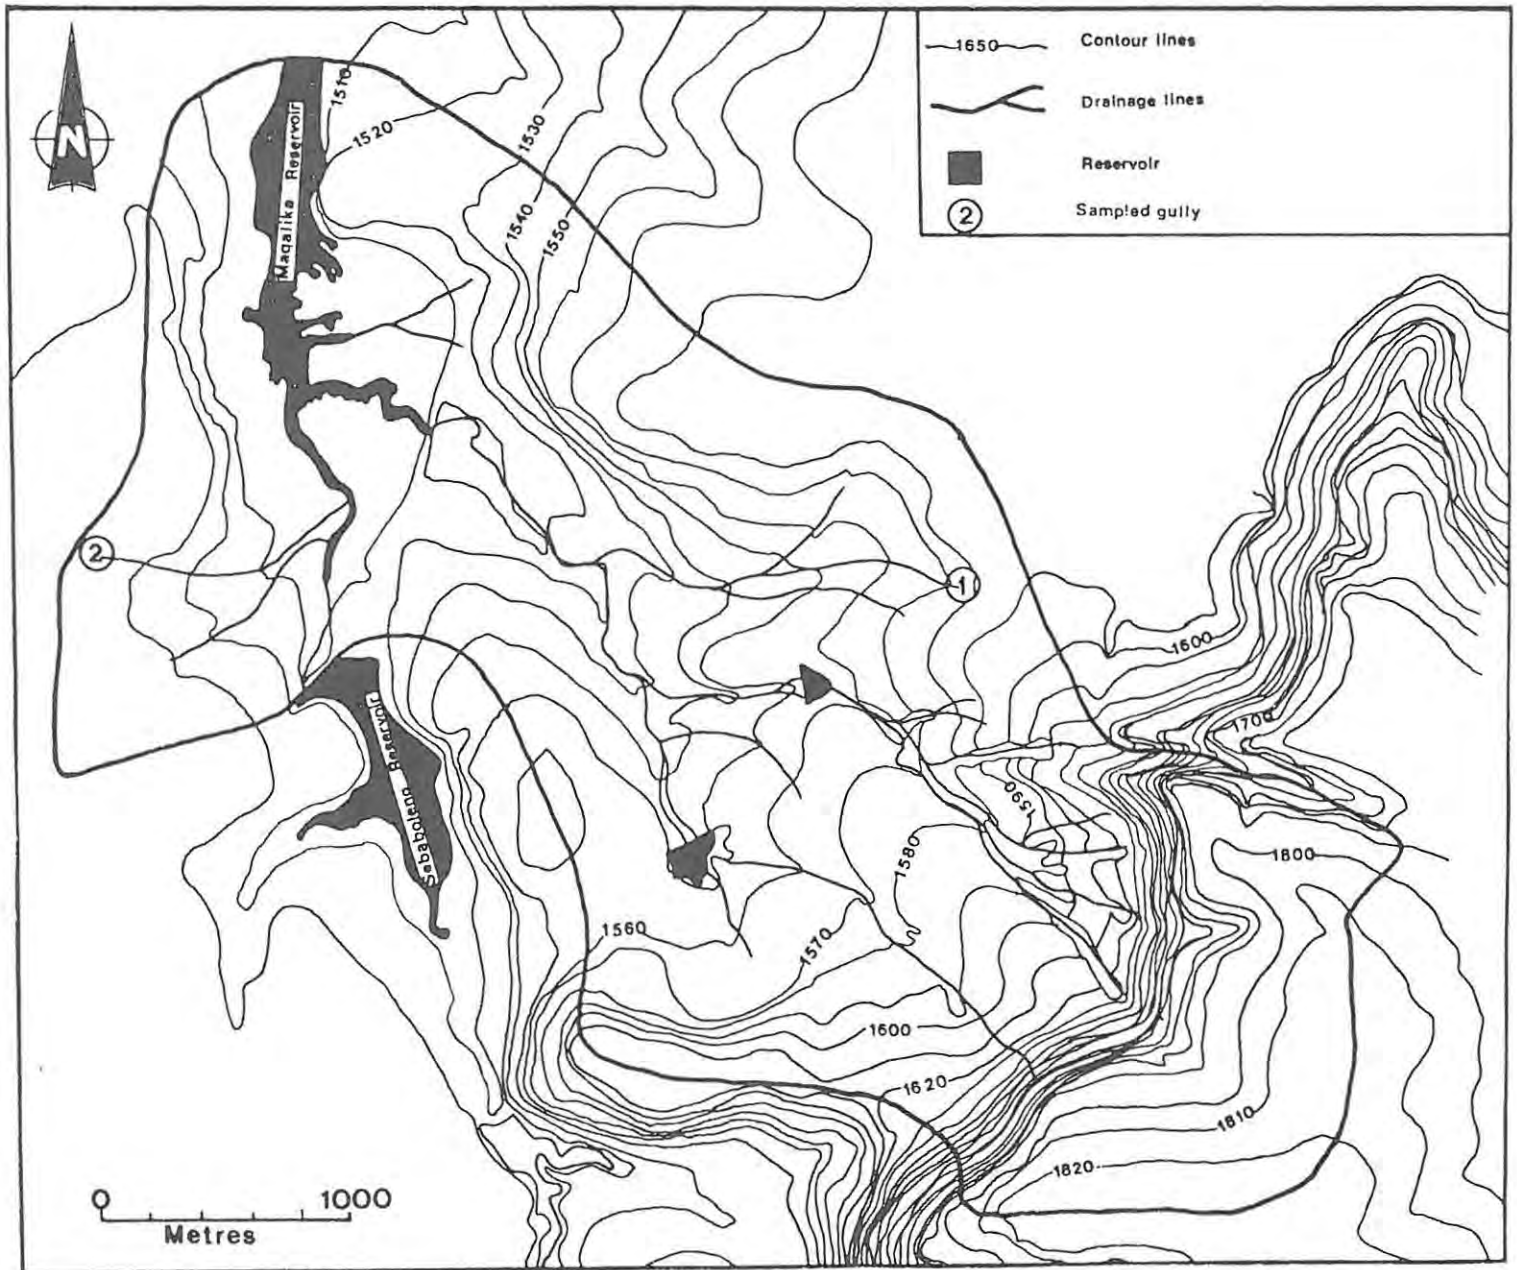 1650
Contour lines
Drainage lines
Reservoir
2
Sampled gully
N
1510
1520
1530
1540
1550
Maqalika Reservoir
2
1
1600
1700
Sababoleng Reservoir
1590
1580
1800
1560
1570
1600
1620
1810
1820
0 1000
Metres